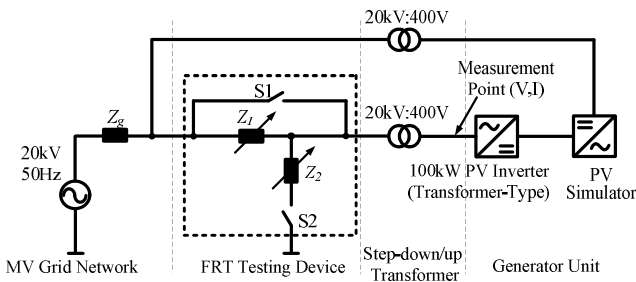 20kV:400V
Measurement
Point (V,I)
S1
Zg
Z1
20kV:400V
20kV
50Hz
Z2
100kW PV Inverter
(Transformer-Type)
PV
Simulator
S2
MV Grid Network
FRT Testing Device
Step-down/up
Transformer
Generator Unit